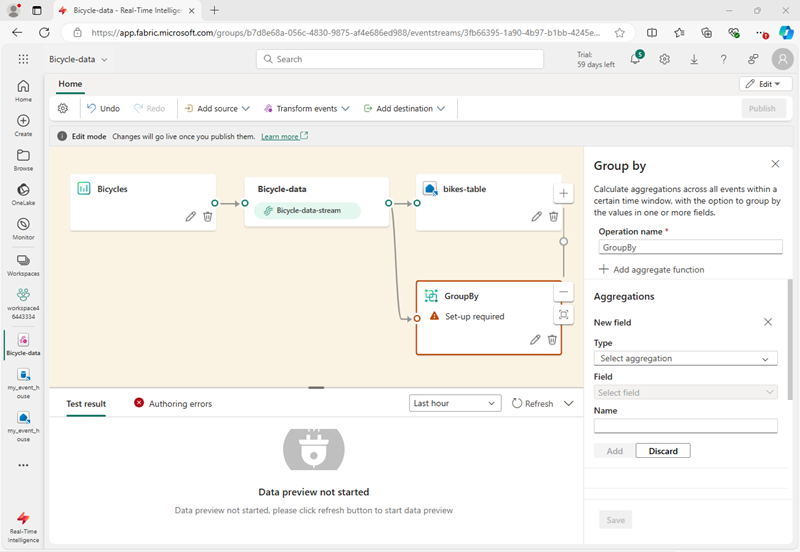 Bicycle-data - Real-Time Intelligence
https://app.fabric.microsoft.com/groups/b7d8e68a-056c-4830-9875-af4e686ed988/eventstreams/3fb66395-1a90-4b97-b1bb-4245e...
Bicycle-data
Search
Trial:
59 days left
5
Home
Edit
Undo
Redo
Add source
Transform events
Add destination
Publish
Edit mode
Changes will go live once you publish them.
Learn more
Home
Create
Browse
OneLake
Monitor
Workspaces
workspace4
6443334
Bicycle-data
my_event_h
ouse
my_event_h
ouse
Real-Time
Intelligence
Bicycles
Bicycle-data
Bicycle-data-stream
bikes-table
GroupBy
Set-up required
Test result
Authoring errors
Last hour
Refresh
Data preview not started
Data preview not started, please click refresh button to start data preview
Group by
Calculate aggregations across all events within a
certain time window, with the option to group by
the values in one or more fields.
Operation name *
GroupBy
Add aggregate function
Aggregations
New field
Type
Select aggregation
Field
Select field
Name
Add
Discard
Save